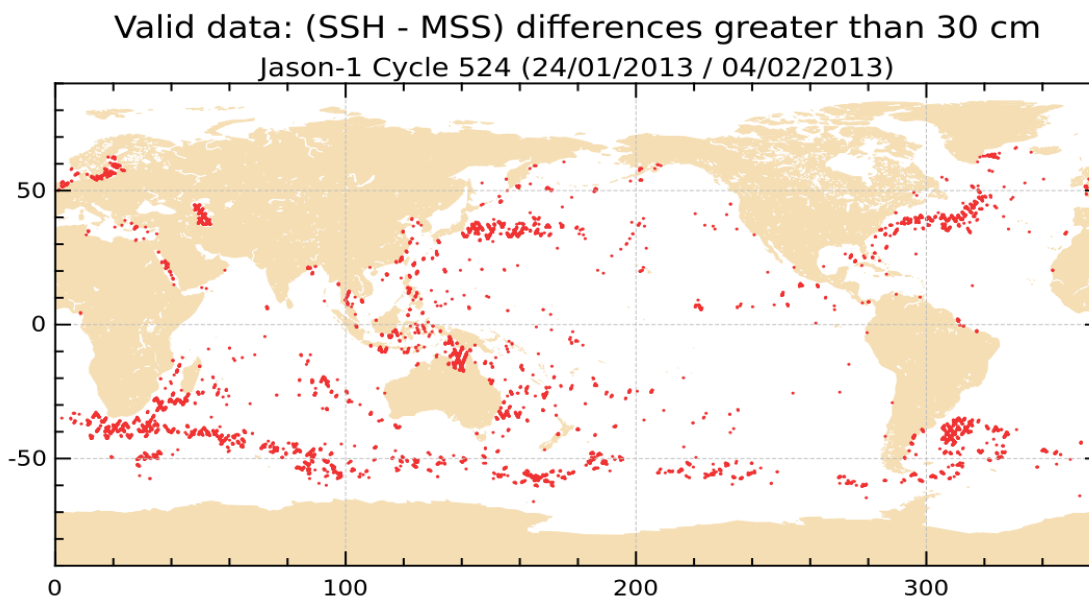 Valid data: (SSH - MSS) differences greater than 30 cm
Jason-1 Cycle 524 (24/01/2013 / 04/02/2013)
50
0
-50
0 100 200 300